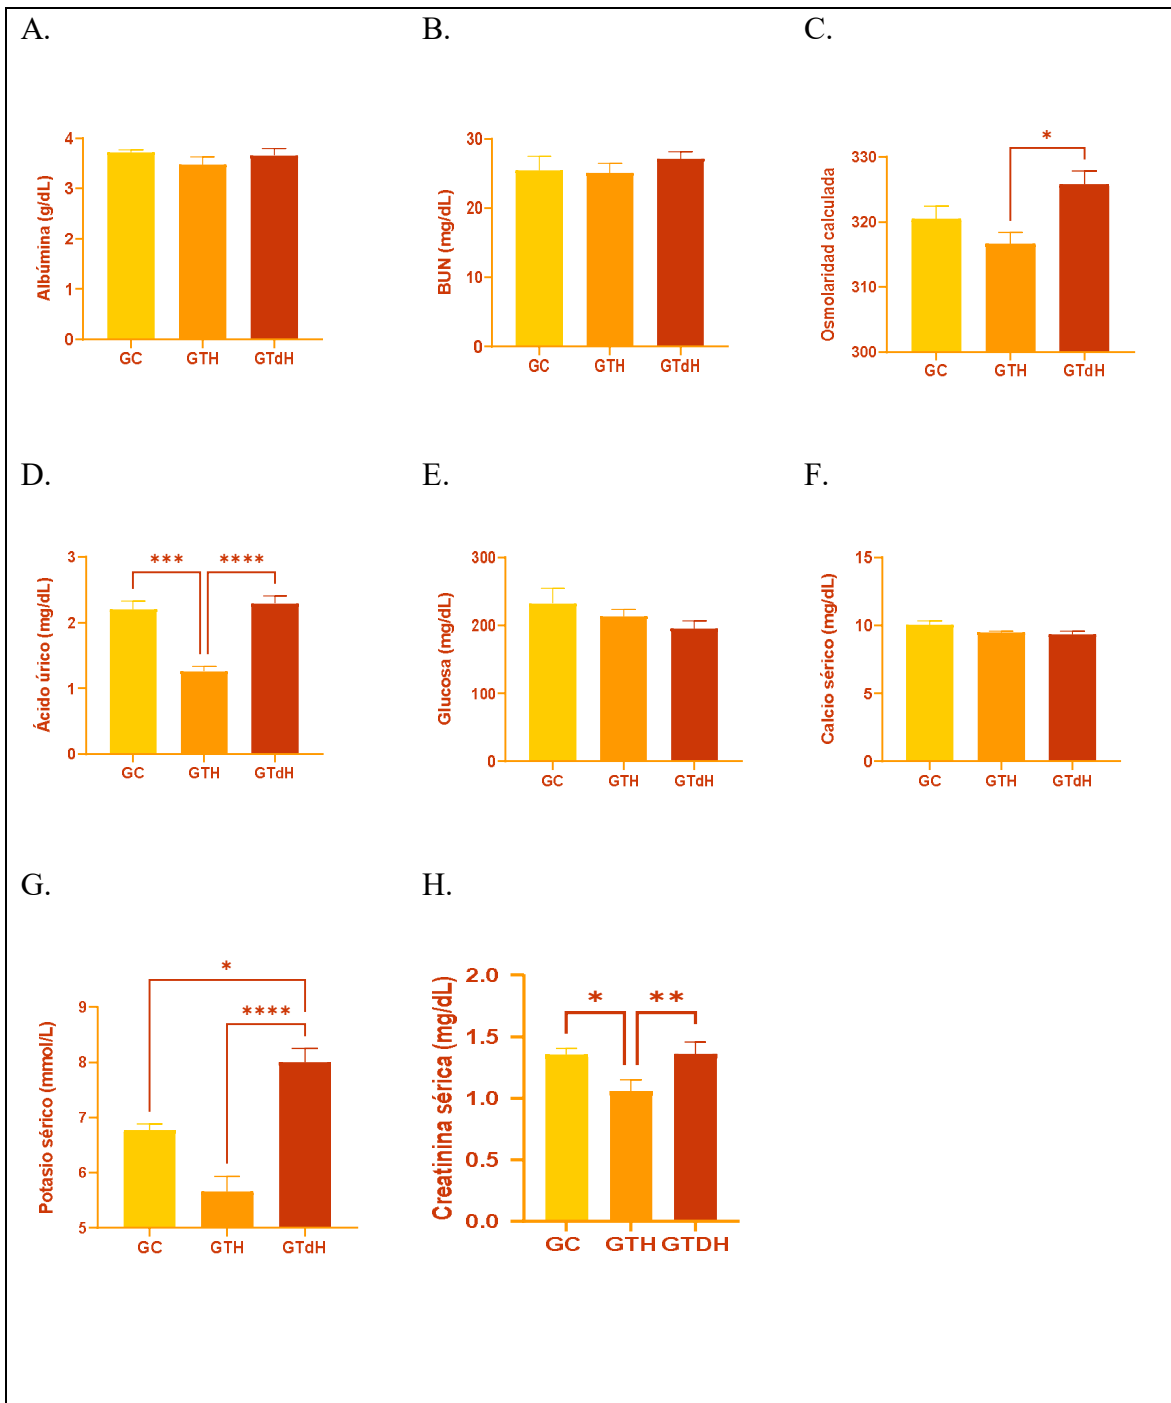 A.
B.
C.
Albúmina (g/dL)
4
3
2
1
0
GC GTH GTdH
BUN (mg/dL)
30
20
10
0
GC GTH GTdH
Osmolaridad calculada
330
320
310
300
*
GC GTH GTdH
D.
E.
F.
Ácido úrico (mg/dL)
3
2
1
0
*** ****
GC GTH GTdH
Glucosa (mg/dL)
300
200
100
0
GC GTH GTdH
Calcio sérico (mg/dL)
15
10
5
0
GC GTH GTdH
G.
H.
Potasio sérico (mmol/L)
9
8
7
6
5
*
****
GC GTH GTdH
Creatinina sérica (mg/dL)
2.0
1.5
1.0
0.5
0.0
* **
GC GTH GTDH